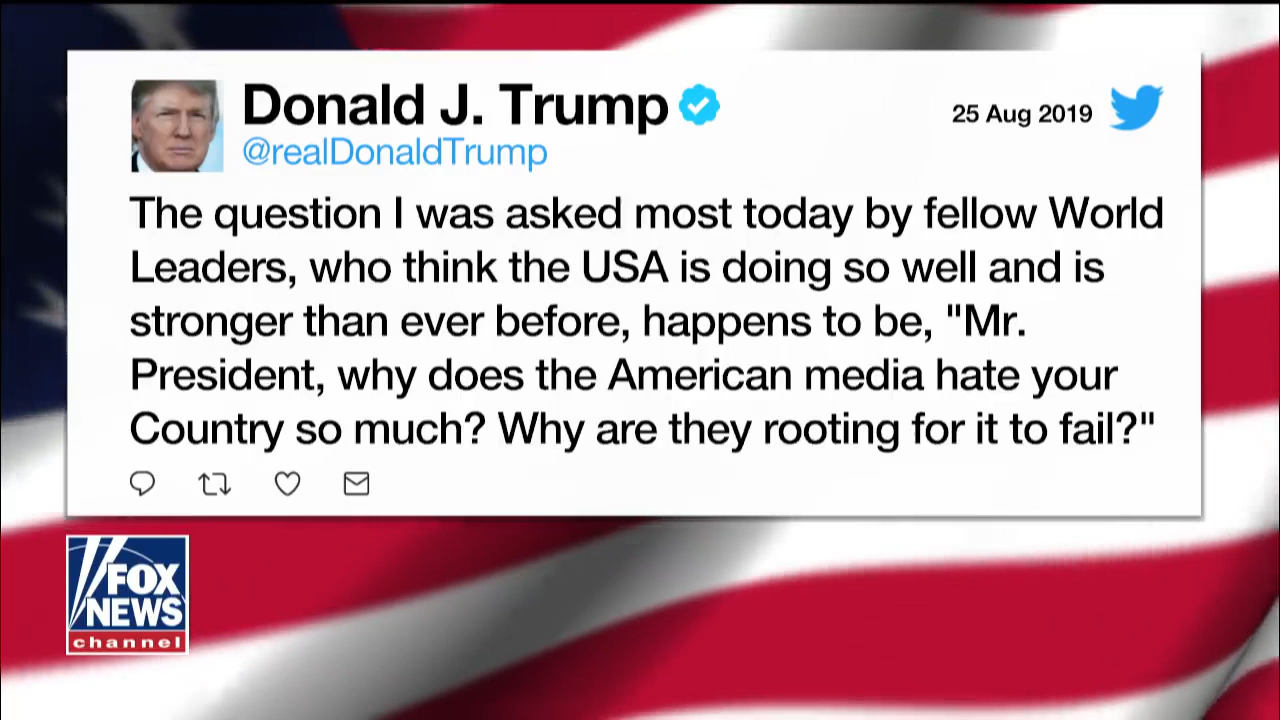 Donald J. Trump
25 Aug 2019
@realDonaldTrump
The question I was asked most today by fellow World
Leaders, who think the USA is doing so well and is
stronger than ever before, happens to be, "Mr.
President, why does the American media hate your
Country so much? Why are they rooting for it to fail?"
FOX
NEWS
channel